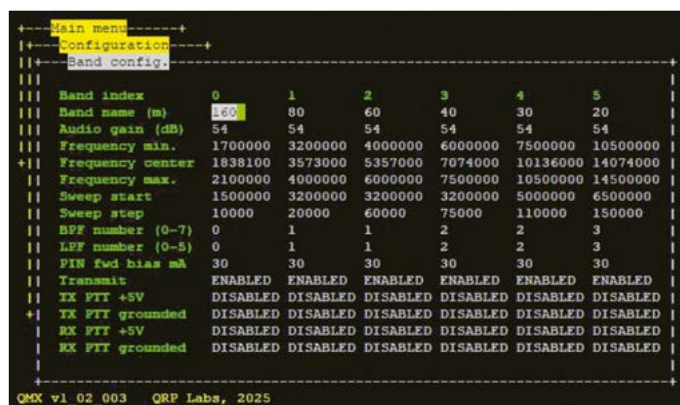 Main menu
Configuration
Band config.
Band index 0 1 2 3 4 5
Band name (m) 160 80 60 40 30 20
Audio gain (dB) 54 54 54 54 54 54
Frequency min. 1700000 3200000 4000000 6000000 7500000 10500000
Frequency center 1838100 3573000 5357000 7074000 10136000 14074000
Frequency max. 2100000 4000000 6000000 7500000 10500000 14500000
Sweep start 1500000 3200000 3200000 3200000 5000000 6500000
Sweep step 10000 20000 60000 75000 110000 150000
BPF number (0-7) 0 1 1 2 2 3
LPF number (0-5) 0 1 1 2 2 3
PIN fwd bias mA 30 30 30 30 30 30
Transmit ENABLED ENABLED ENABLED ENABLED ENABLED ENABLED
TX PTT +5V DISABLED DISABLED DISABLED DISABLED DISABLED DISABLED
TX PTT grounded DISABLED DISABLED DISABLED DISABLED DISABLED DISABLED
RX PTT +5V DISABLED DISABLED DISABLED DISABLED DISABLED DISABLED
RX PTT grounded DISABLED DISABLED DISABLED DISABLED DISABLED DISABLED
QMX v1_02_003 QRP Labs, 2025